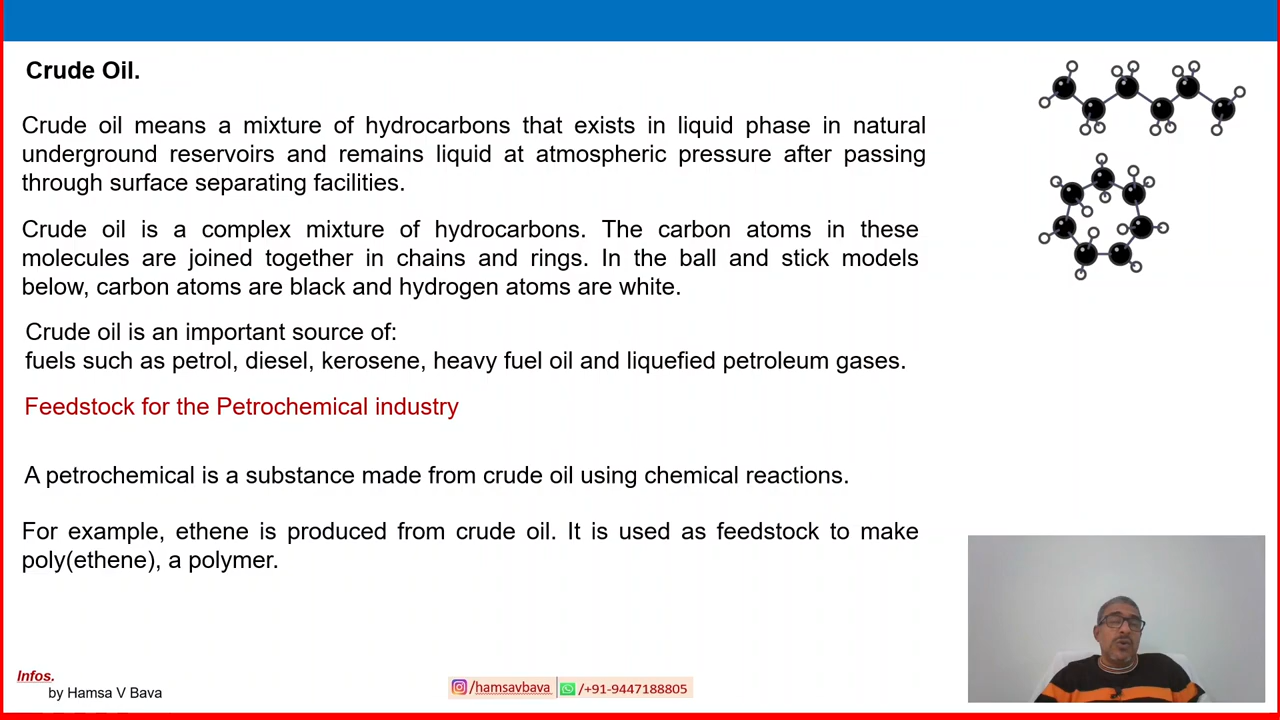 Crude Oil.
Crude oil means a mixture of hydrocarbons that exists in liquid phase in natural
underground reservoirs and remains liquid at atmospheric pressure after passing
through surface separating facilities.
Crude oil is a complex mixture of hydrocarbons. The carbon atoms in these
molecules are joined together in chains and rings. In the ball and stick models
below, carbon atoms are black and hydrogen atoms are white.
Crude oil is an important source of:
fuels such as petrol, diesel, kerosene, heavy fuel oil and liquefied petroleum gases.
Feedstock for the Petrochemical industry
A petrochemical is a substance made from crude oil using chemical reactions.
For example, ethene is produced from crude oil. It is used as feedstock to make
poly(ethene), a polymer.
Infos.
by Hamsa V Bava
/hamsavbava /+91-9447188805